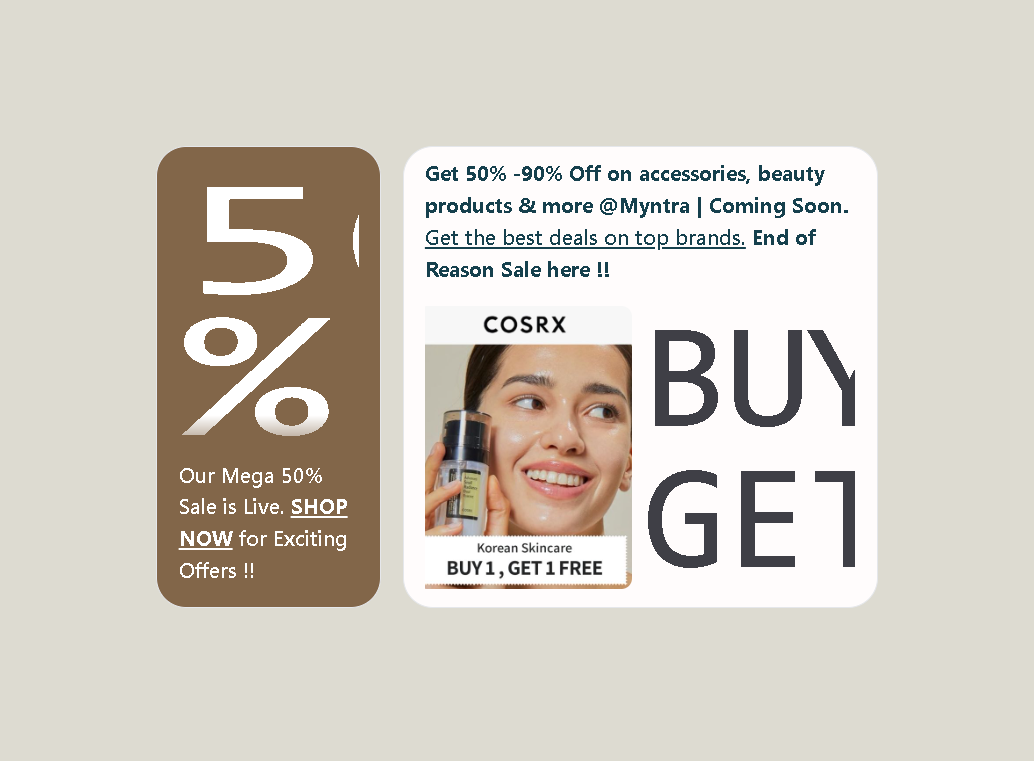 5
%
Our Mega 50%
Sale is Live. SHOP
NOW for Exciting
Offers !!
Get 50% -90% Off on accessories, beauty
products & more @Myntra | Coming Soon.
Get the best deals on top brands. End of
Reason Sale here !!
COSRX
Korean Skincare
BUY 1 , GET 1 FREE
BUY
GET